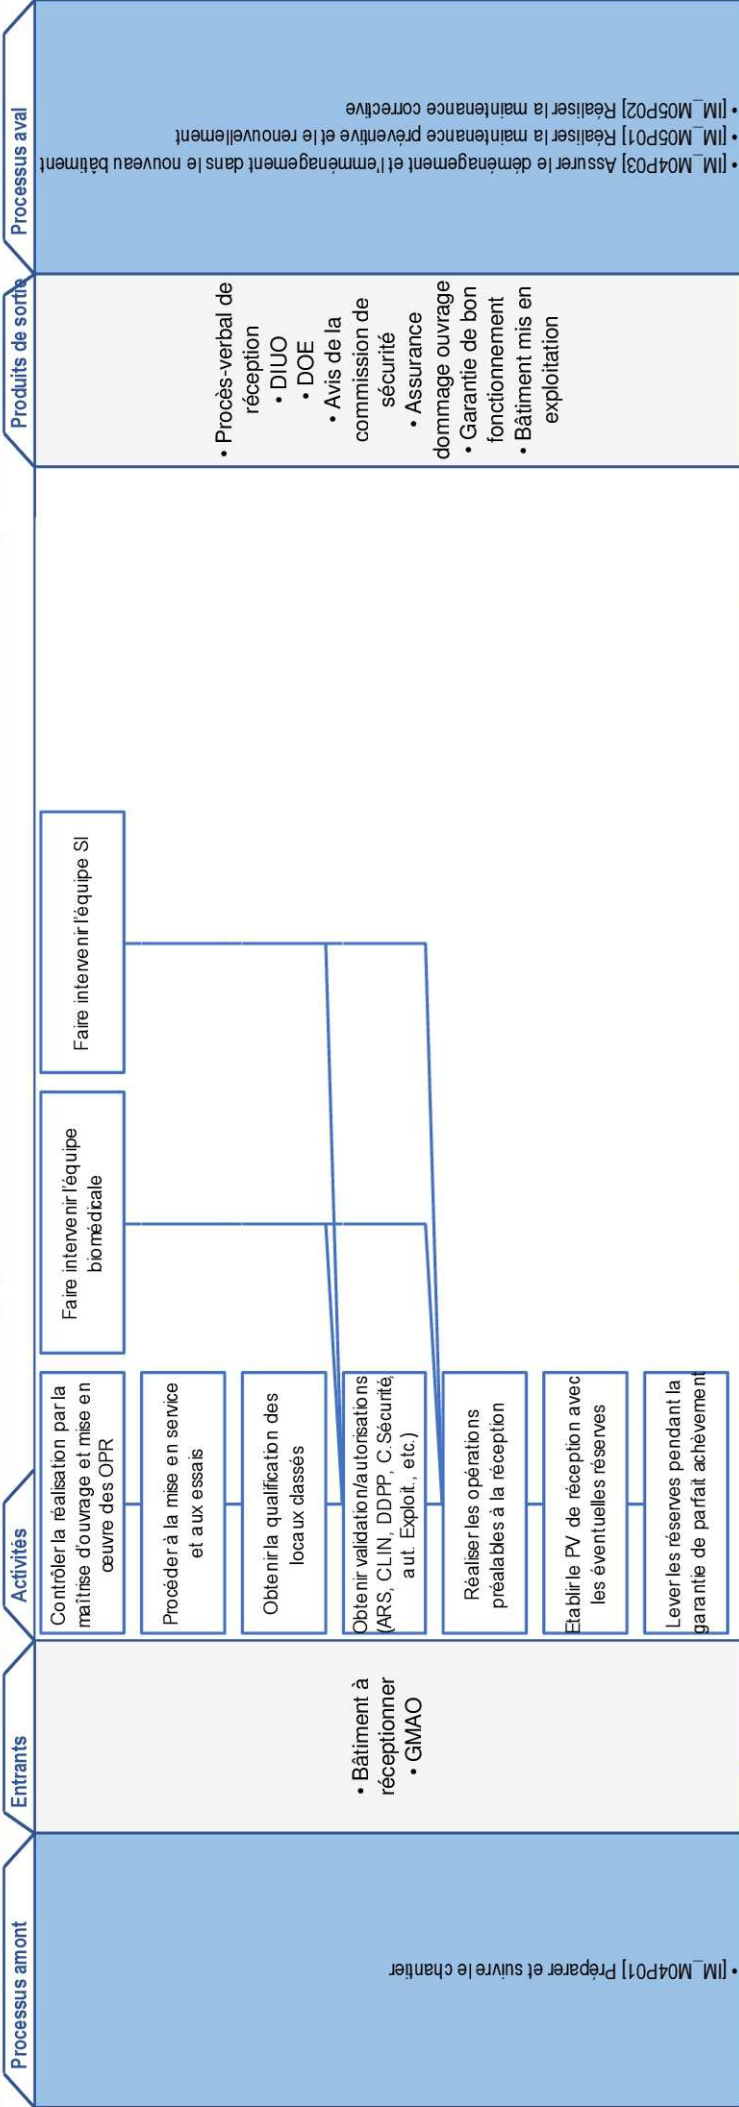 Processus amont
Entrants
Activités
Produits de sortie
Processus aval
• [IM_M04P01] Préparer et suivre le chantier
• Bâtiment à
réceptionner
• GMAO
Contrôler la réalisation par la
maîtrise d'ouvrage et mise en
œuvre des OPR
Faire intervenir l'équipe
biomédicale
Faire intervenir l'équipe SI
Procéder à la mise en service
et aux essais
Obtenir la qualification des
locaux classés
Obtenir validation/autorisations
(ARS, CLIN, DDPP, C.Sécurité,
aut. Exploit., etc.)
Réaliser les opérations
préalables à la réception
Etablir le PV de réception avec
les éventuelles réserves
Lever les réserves pendant la
garantie de parfait achèvement
• Procès-verbal de
réception
• DIUO
• DOE
• Avis de la
commission de
sécurité
• Assurance
dommage ouvrage
• Garantie de bon
fonctionnement
• Bâtiment mis en
exploitation
• [IM_M04P03] Assurer le déménagement et l'emménagement dans le nouveau bâtiment
• [IM_M05P01] Réaliser la maintenance préventive et le renouvellement
• [IM_M05P02] Réaliser la maintenance corrective